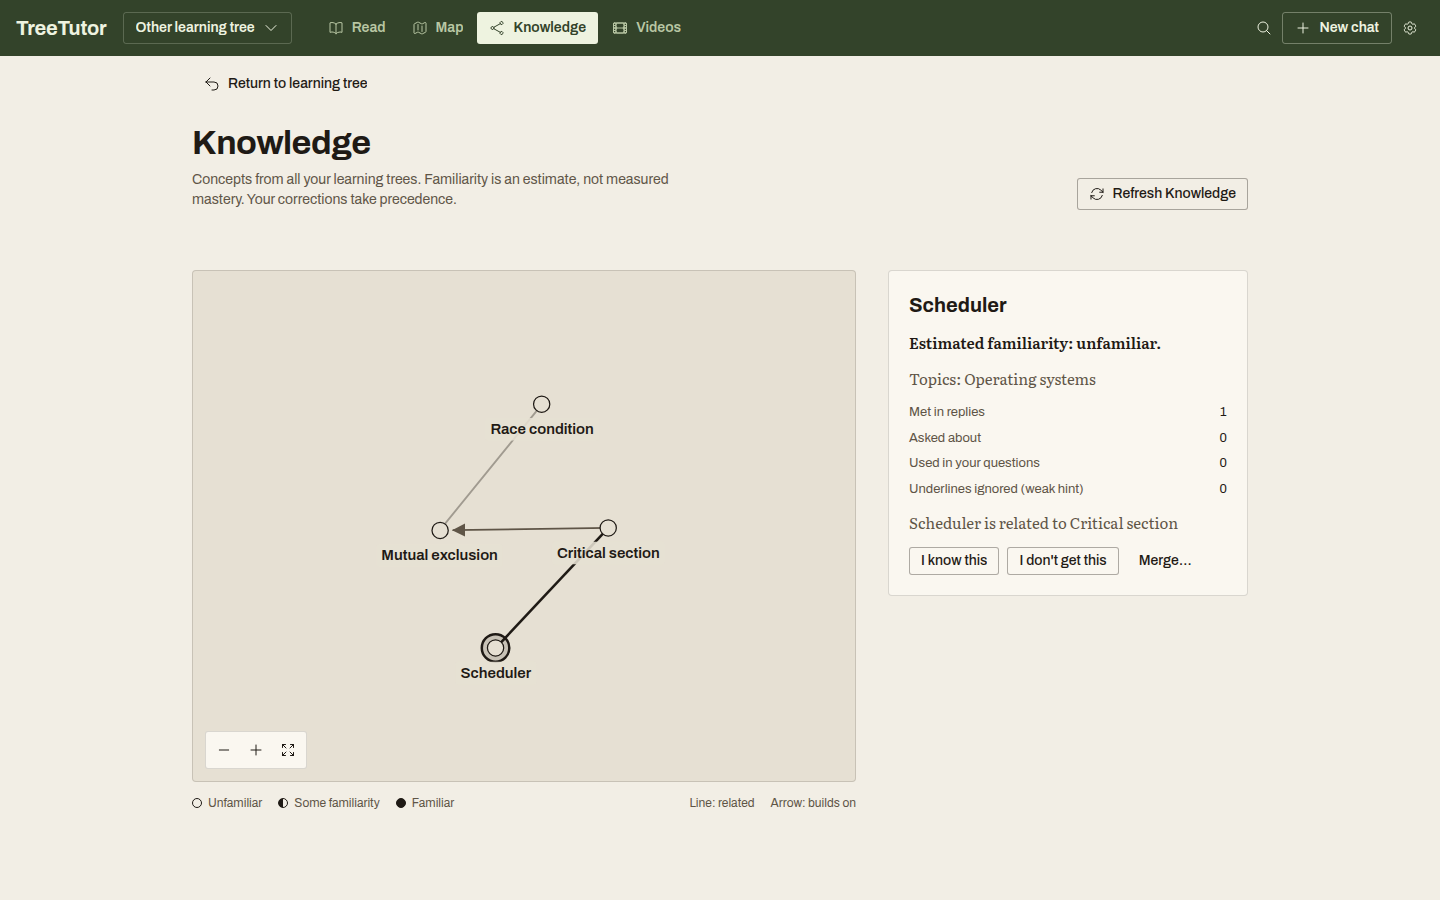 TreeTutor
Other learning tree
Read
Map
Knowledge
Videos
New chat
Return to learning tree
Knowledge
Concepts from all your learning trees. Familiarity is an estimate, not measured
mastery. Your corrections take precedence.
Refresh Knowledge
Race condition
Mutual exclusion
Critical section
Scheduler
Unfamiliar
Some familiarity
Familiar
Line: related
Arrow: builds on
Scheduler
Estimated familiarity: unfamiliar.
Topics: Operating systems
Met in replies 1
Asked about 0
Used in your questions 0
Underlines ignored (weak hint) 0
Scheduler is related to Critical section
I know this
I don't get this
Merge...